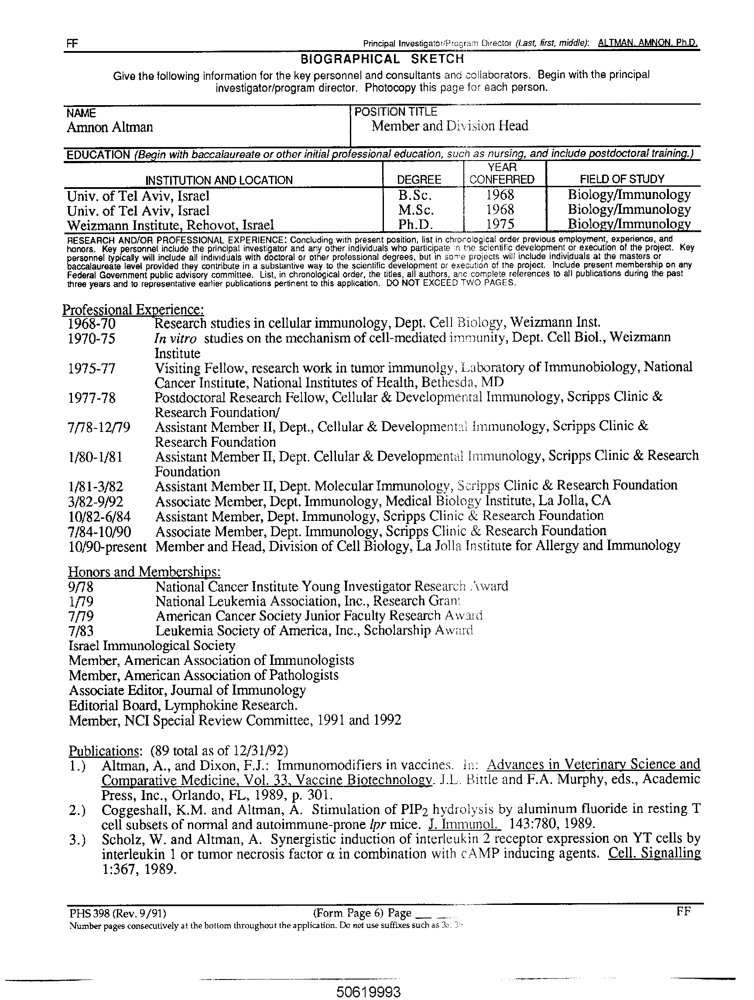 FF Principal Investigator/Program Director (Last, first, middle): ALTMAN, AMNON, Ph.D.
BIOGRAPHICAL SKETCH
Give the following information for the key personnel and consultants and collaborators. Begin with the principal
investigator/program director. Photocopy this page for each person.
NAME POSITION TITLE
Amnon Altman Member and Division Head
EDUCATION (Begin with baccalaureate or other initial professional education, such as nursing, and include postdoctoral training.)
INSTITUTION AND LOCATION DEGREE YEAR CONFERRED FIELD OF STUDY
Univ. of Tel Aviv, Israel B.Sc. 1968 Biology/Immunology
Univ. of Tel Aviv, Israel M.Sc. 1968 Biology/Immunology
Weizmann Institute, Rehovot, Israel Ph.D. 1975 Biology/Immunology
RESEARCH AND/OR PROFESSIONAL EXPERIENCE: Concluding with present position, list in chronological order previous employment, experience, and
honors. Key personnel include the principal investigator and any other individuals who participate in the scientific development or execution of the project. Key
personnel typically will include all individuals with doctoral or other professional degrees, but in some projects will include individuals at the masters or
baccalaureate level provided they contribute in a substantive way to the scientific development or execution of the project. Include present membership on any
Federal Government public advisory committee. List, in chronological order, the titles, all authors, and complete references to all publications during the past
three years and to representative earlier publications pertinent to this application. DO NOT EXCEED TWO PAGES.
Professional Experience:
1968-70 Research studies in cellular immunology, Dept. Cell Biology, Weizmann Inst.
1970-75 In vitro studies on the mechanism of cell-mediated immunity, Dept. Cell Biol., Weizmann
Institute
1975-77 Visiting Fellow, research work in tumor immunolgy, Laboratory of Immunobiology, National
Cancer Institute, National Institutes of Health, Bethesda, MD
1977-78 Postdoctoral Research Fellow, Cellular & Developmental Immunology, Scripps Clinic &
Research Foundation/
7/78-12/79 Assistant Member II, Dept., Cellular & Developmental Immunology, Scripps Clinic &
Research Foundation
1/80-1/81 Assistant Member II, Dept. Cellular & Developmental Immunology, Scripps Clinic & Research
Foundation
1/81-3/82 Assistant Member II, Dept. Molecular Immunology, Scripps Clinic & Research Foundation
3/82-9/92 Associate Member, Dept. Immunology, Medical Biology Institute, La Jolla, CA
10/82-6/84 Assistant Member, Dept. Immunology, Scripps Clinic & Research Foundation
7/84-10/90 Associate Member, Dept. Immunology, Scripps Clinic & Research Foundation
10/90-present Member and Head, Division of Cell Biology, La Jolla Institute for Allergy and Immunology
Honors and Memberships:
9/78 National Cancer Institute Young Investigator Research Award
1/79 National Leukemia Association, Inc., Research Grant
7/79 American Cancer Society Junior Faculty Research Award
7/83 Leukemia Society of America, Inc., Scholarship Award
Israel Immunological Society
Member, American Association of Immunologists
Member, American Association of Pathologists
Associate Editor, Journal of Immunology
Editorial Board, Lymphokine Research.
Member, NCI Special Review Committee, 1991 and 1992
Publications: (89 total as of 12/31/92)
1.) Altman, A., and Dixon, F.J.: Immunomodifiers in vaccines. In: Advances in Veterinary Science and
Comparative Medicine, Vol. 33, Vaccine Biotechnology. J.L. Bittle and F.A. Murphy, eds., Academic
Press, Inc., Orlando, FL, 1989, p. 301.
2.) Coggeshall, K.M. and Altman, A. Stimulation of PIP2 hydrolysis by aluminum fluoride in resting T
cell subsets of normal and autoimmune-prone lpr mice. J. Immunol. 143:780, 1989.
3.) Scholz, W. and Altman, A. Synergistic induction of interleukin 2 receptor expression on YT cells by
interleukin 1 or tumor necrosis factor α in combination with cAMP inducing agents. Cell. Signalling
1:367, 1989.
PHS 398 (Rev. 9/91) (Form Page 6) Page ___ FF
Number pages consecutively at the bottom throughout the application. Do not use suffixes such as 3a, 3b
50619993